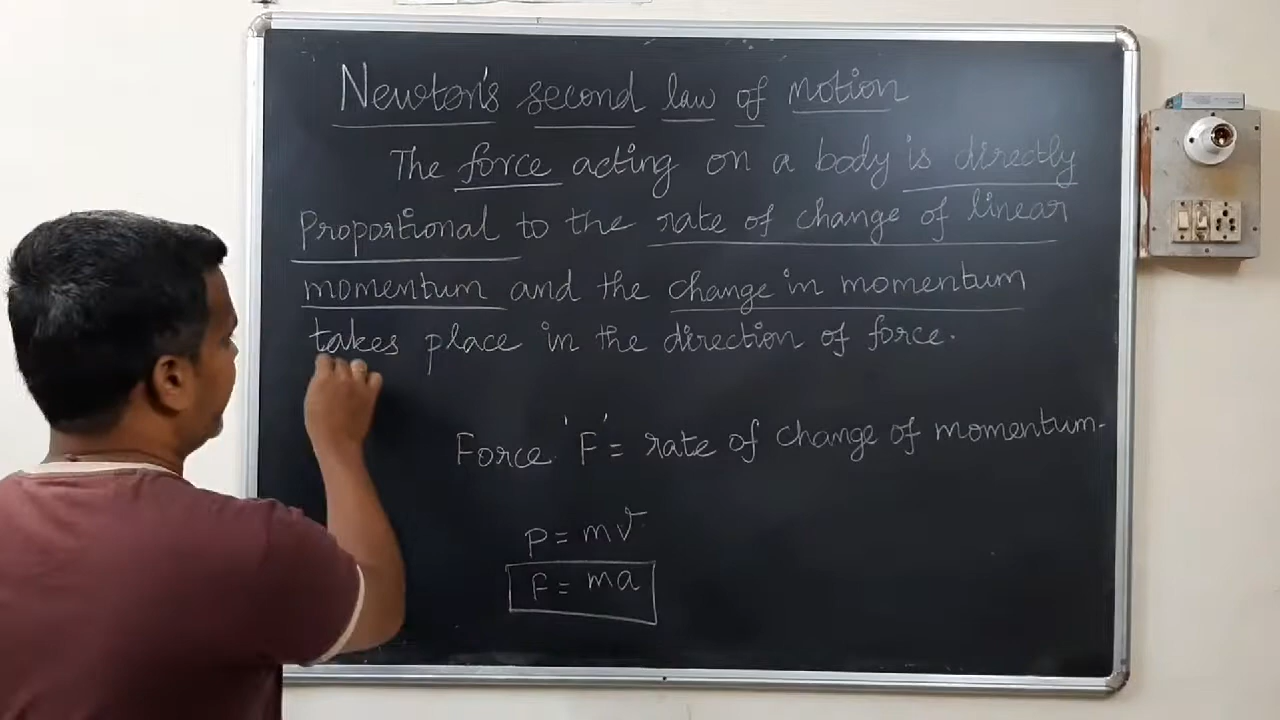 Newton's second law of motion
The force acting on a body is directly
Proportional to the rate of change of linear
momentum and the change in momentum
takes place in the direction of force.
Force 'F' = rate of change of momentum.
P = mv
F = ma